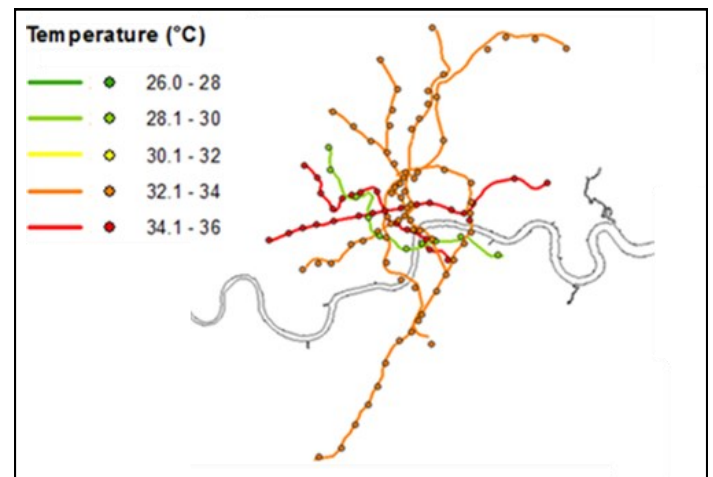 Temperature (°C)
26.0 - 28
28.1 - 30
30.1 - 32
32.1 - 34
34.1 - 36